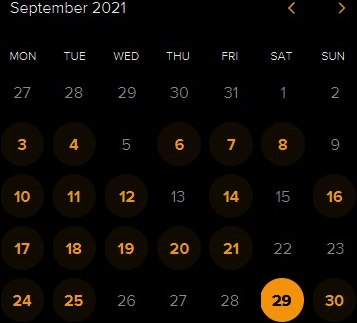 September 2021
MON TUE WED THU FRI SAT SUN
27 28 29 30 31 1 2
3 4 5 6 7 8 9
10 11 12 13 14 15 16
17 18 19 20 21 22 23
24 25 26 27 28 29 30